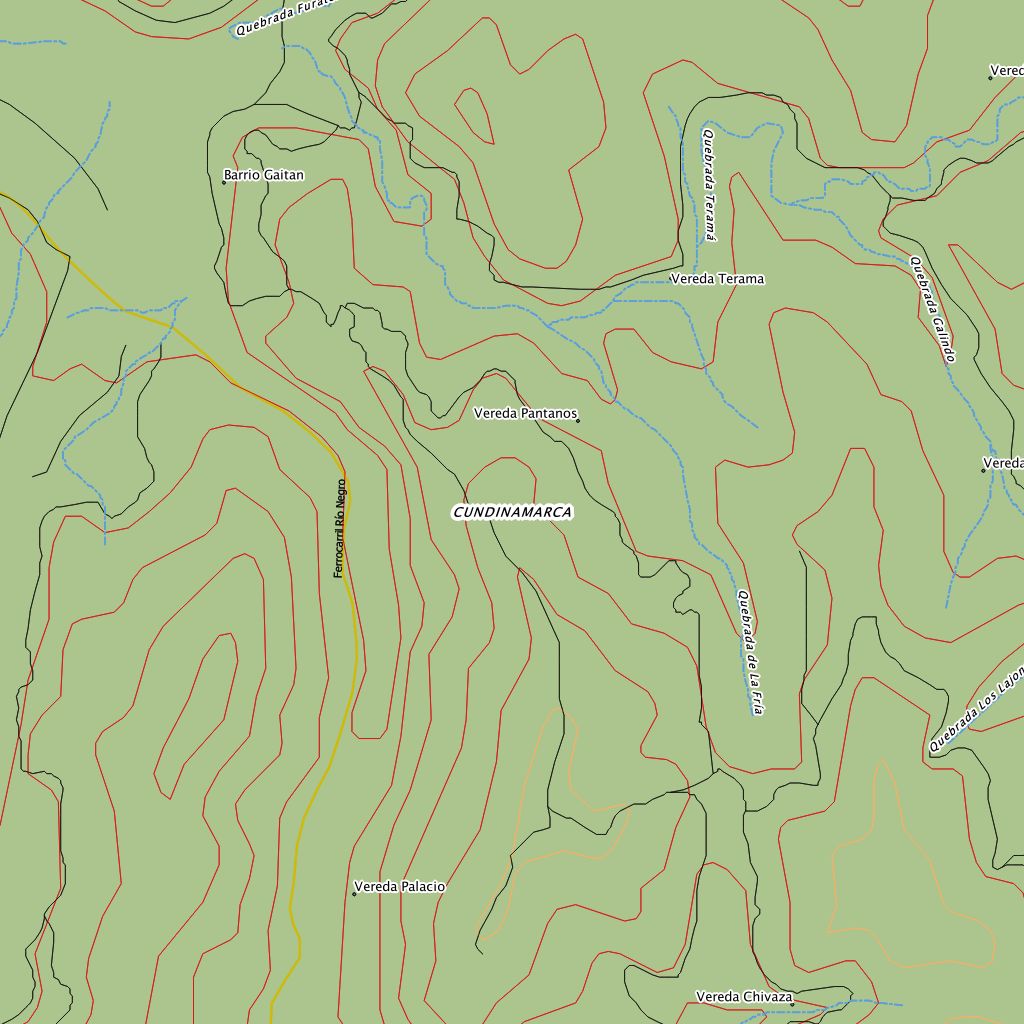 Quebrada Furat
Vered
Barrio Gaitan
Quebrada Teramá
Vereda Terama
Quebrada Galindo
Vereda Pantanos
Vereda
Ferrocarril Río Negro
CUNDINAMARCA
Quebrada de La Fría
Quebrada Los Lajon
Vereda Palacio
Vereda Chivaza